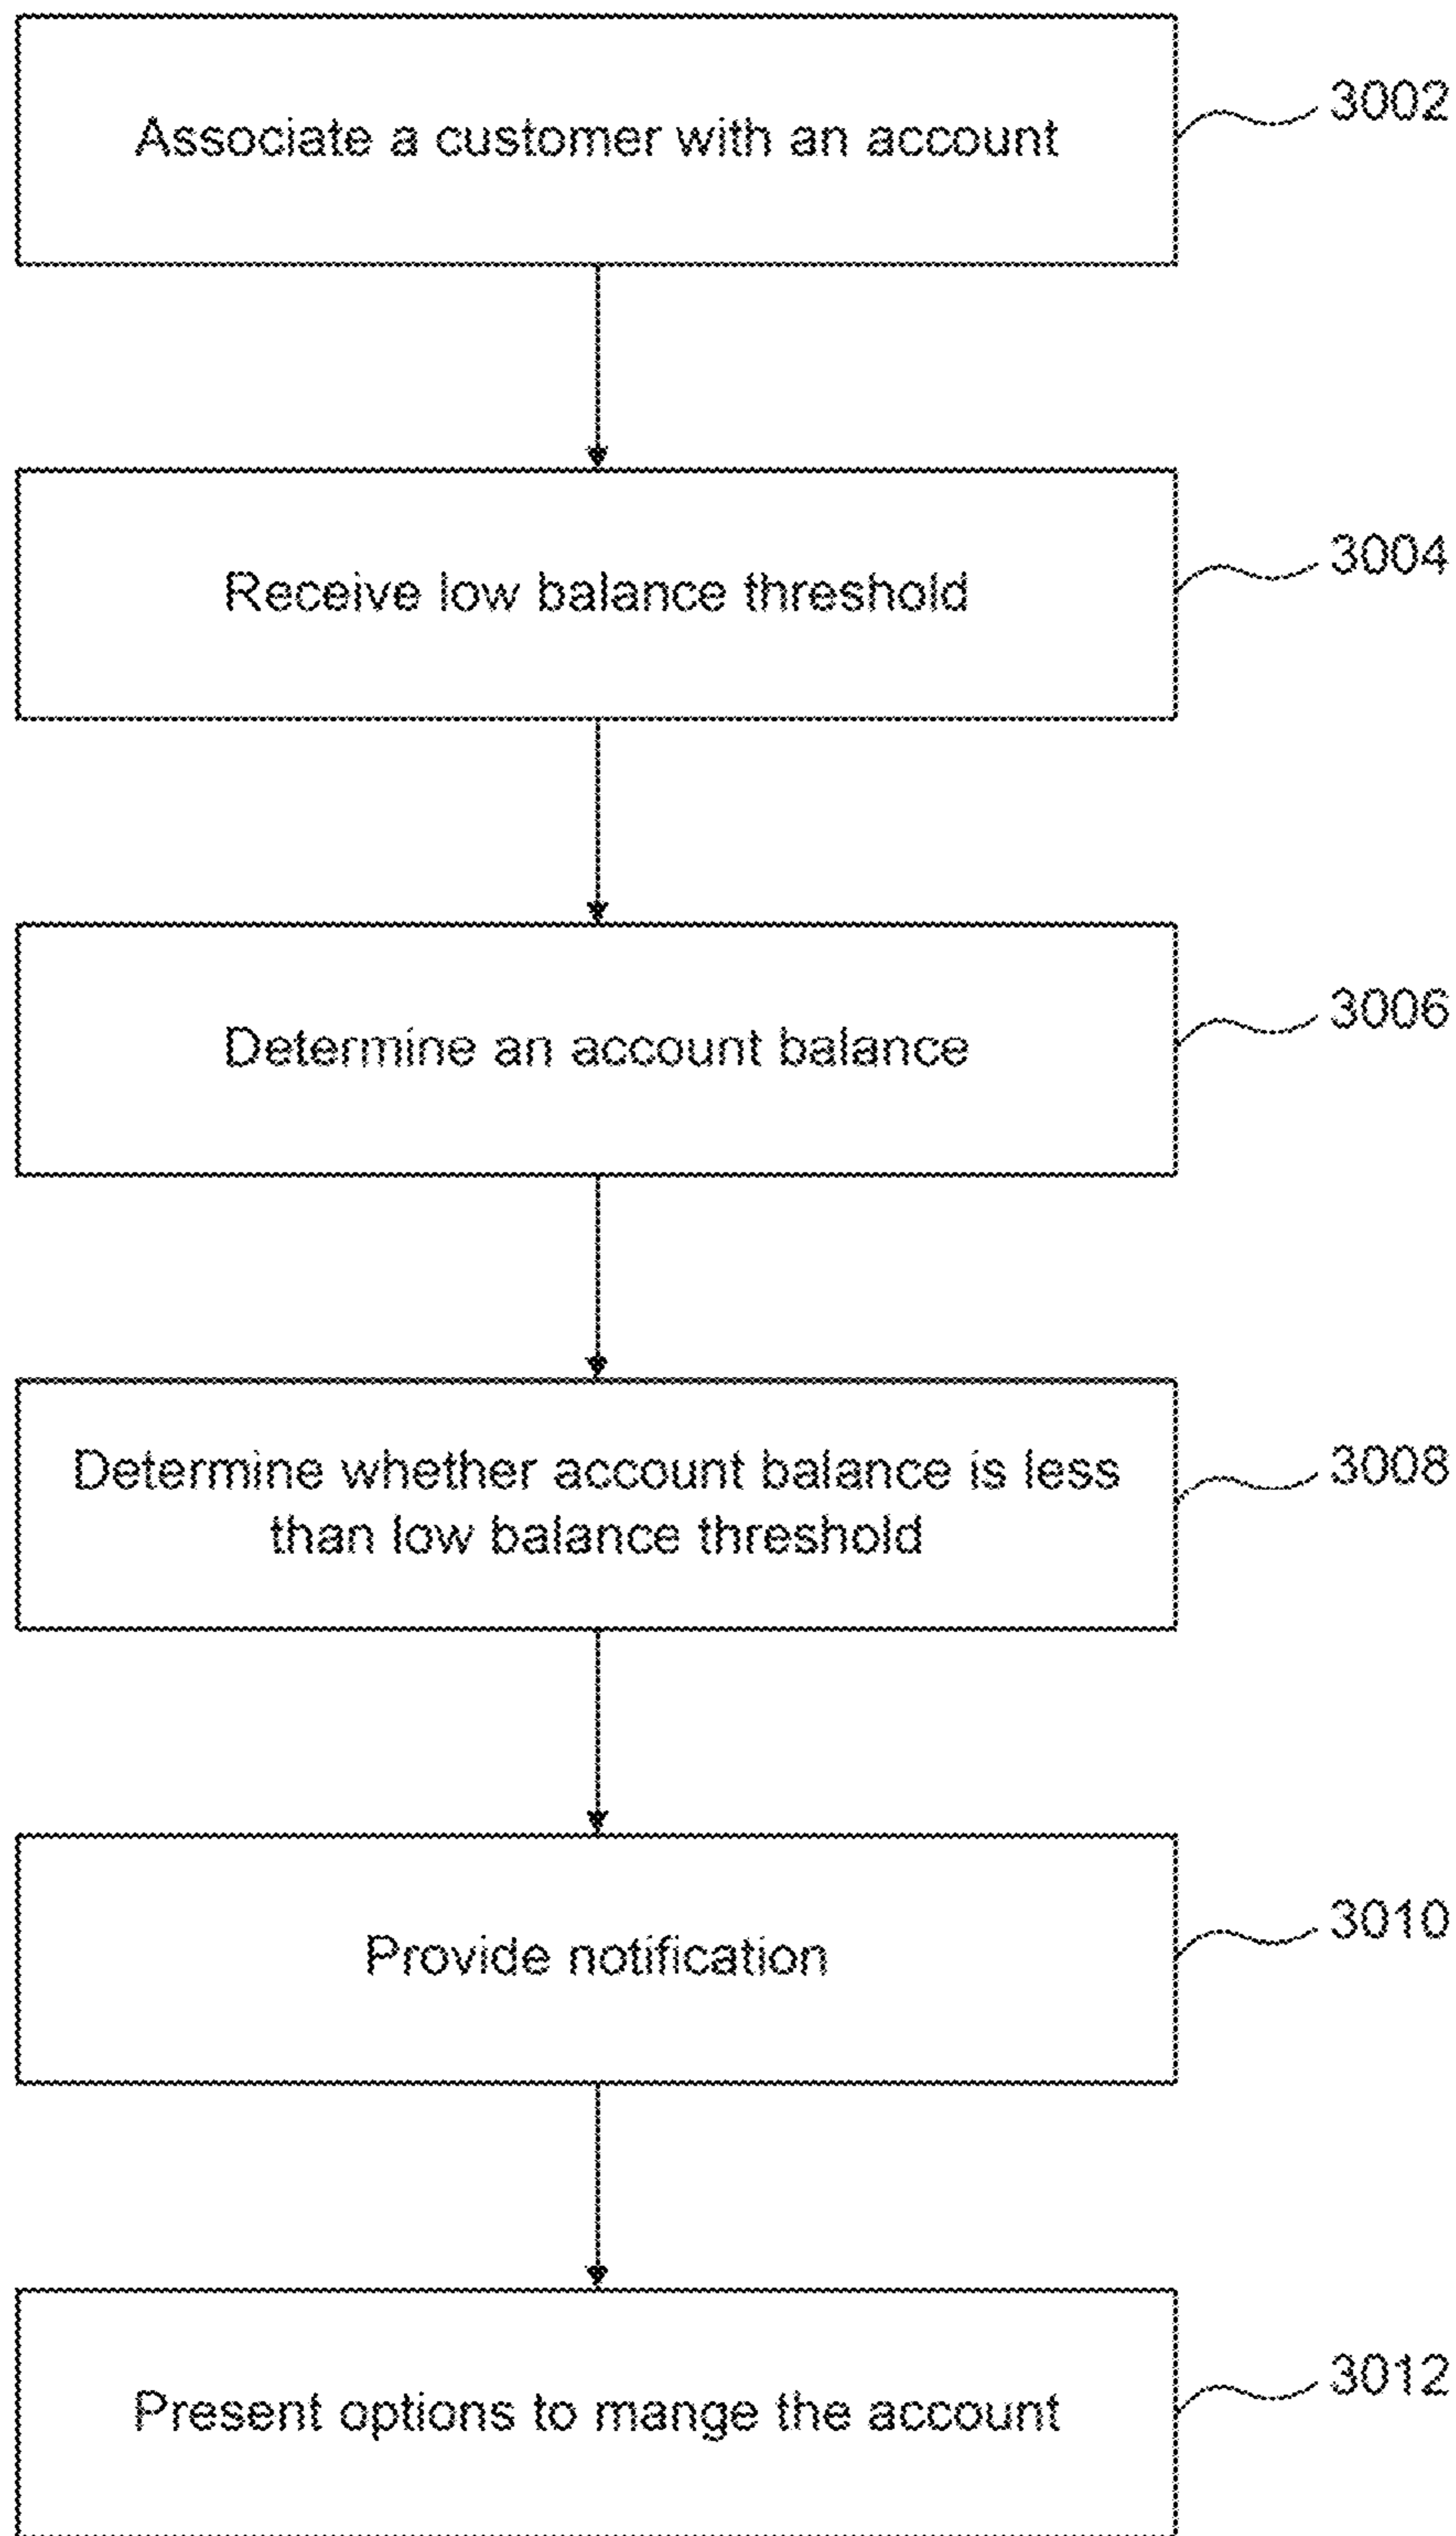 Associate a customer with an account
3002
Receive low balance threshold
3004
Determine an account balance
3006
Determine whether account balance is less
than low balance threshold
3008
Provide notification
3010
Present options to mange the account
3012